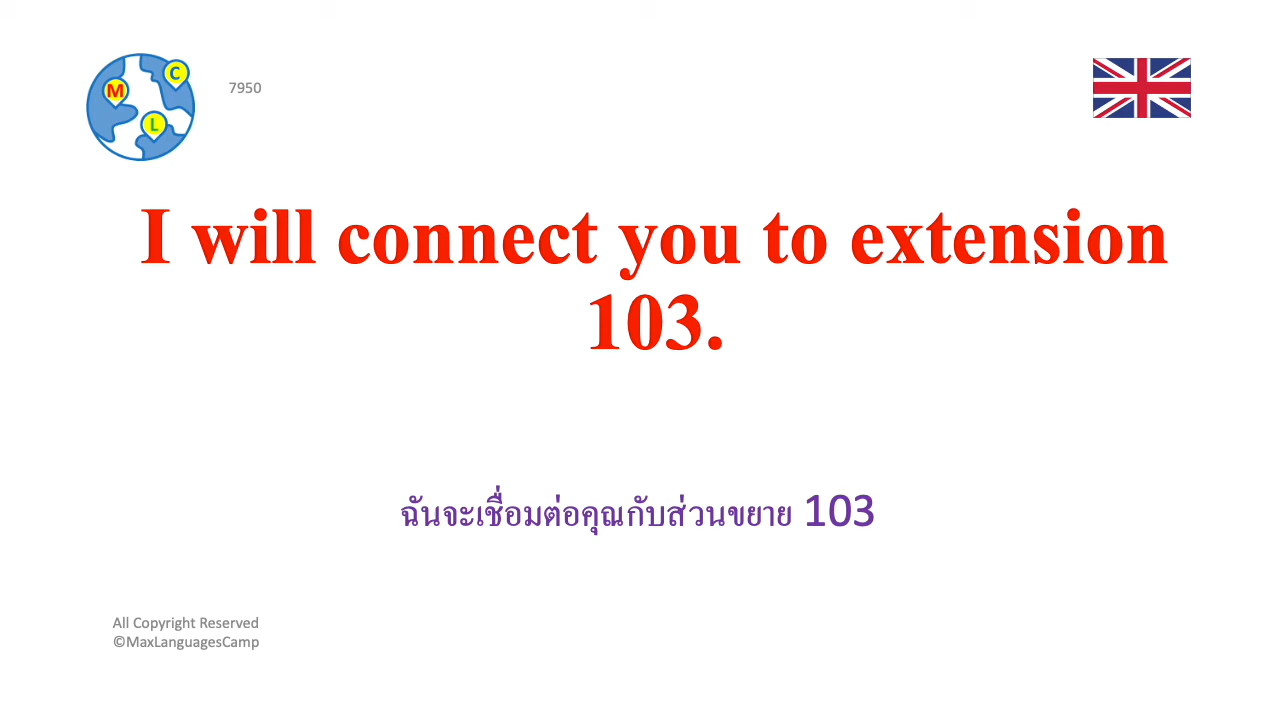 M
C
L
7950
I will connect you to extension
103.
ฉันจะเชื่อมต่อคุณกับส่วนขยาย 103
All Copyright Reserved
©MaxLanguagesCamp